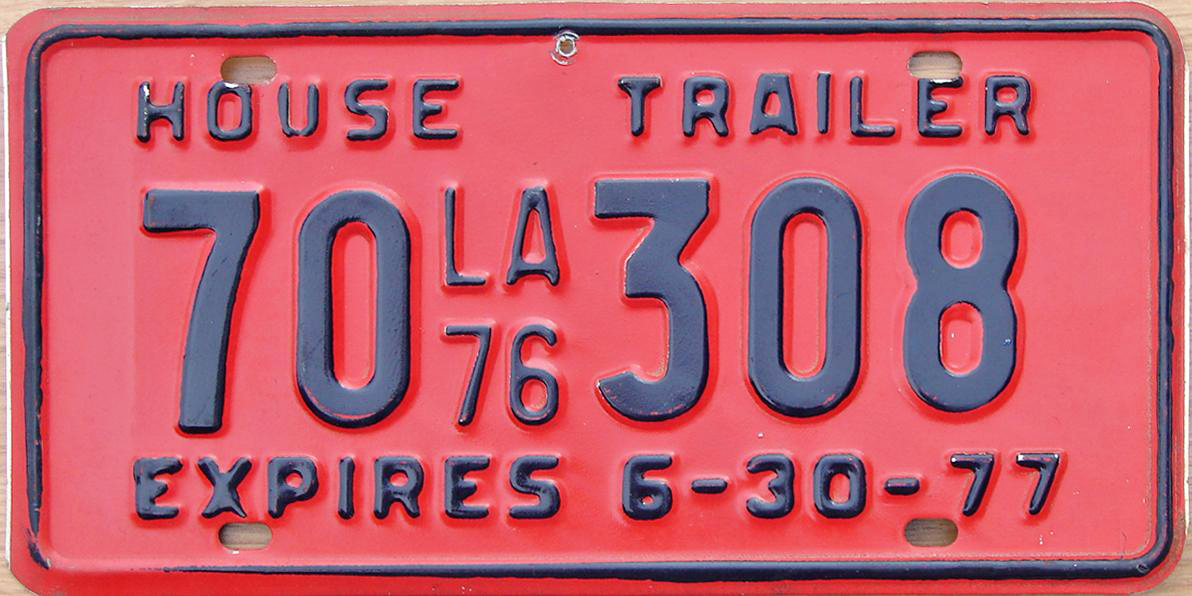 HOUSE TRAILER
70 LA 76 308
EXPIRES 6-30-77